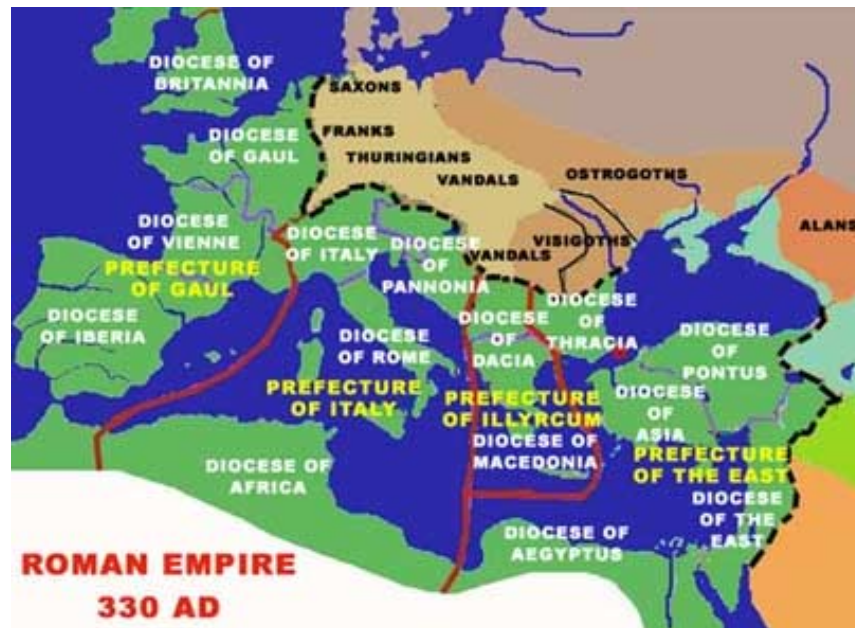 DIOCESE OF
BRITANNIA
SAXONS
DIOCESE
OF GAUL
FRANKS
THURINGIANS
VANDALS
OSTROGOTHS
ALANS
DIOCESE
OF VIENNE
PREFECTURE
OF GAUL
DIOCESE
OF ITALY
DIOCESE
OF
PANNONIA
VANDALS
VISIGOTHS
DIOCESE
OF IBERIA
DIOCESE
OF ROME
DIOCESE
OF
DACIA
DIOCESE
OF
THRACIA
DIOCESE
OF
PONTUS
PREFECTURE
OF ITALY
PREFECTURE
OF ILLYRCUM
DIOCESE OF
MACEDONIA
DIOCESE
OF
ASIA
PREFECTURE
OF THE EAST
DIOCESE
OF THE
EAST
DIOCESE OF
AFRICA
DIOCESE OF
AEGYPTUS
ROMAN EMPIRE
330 AD